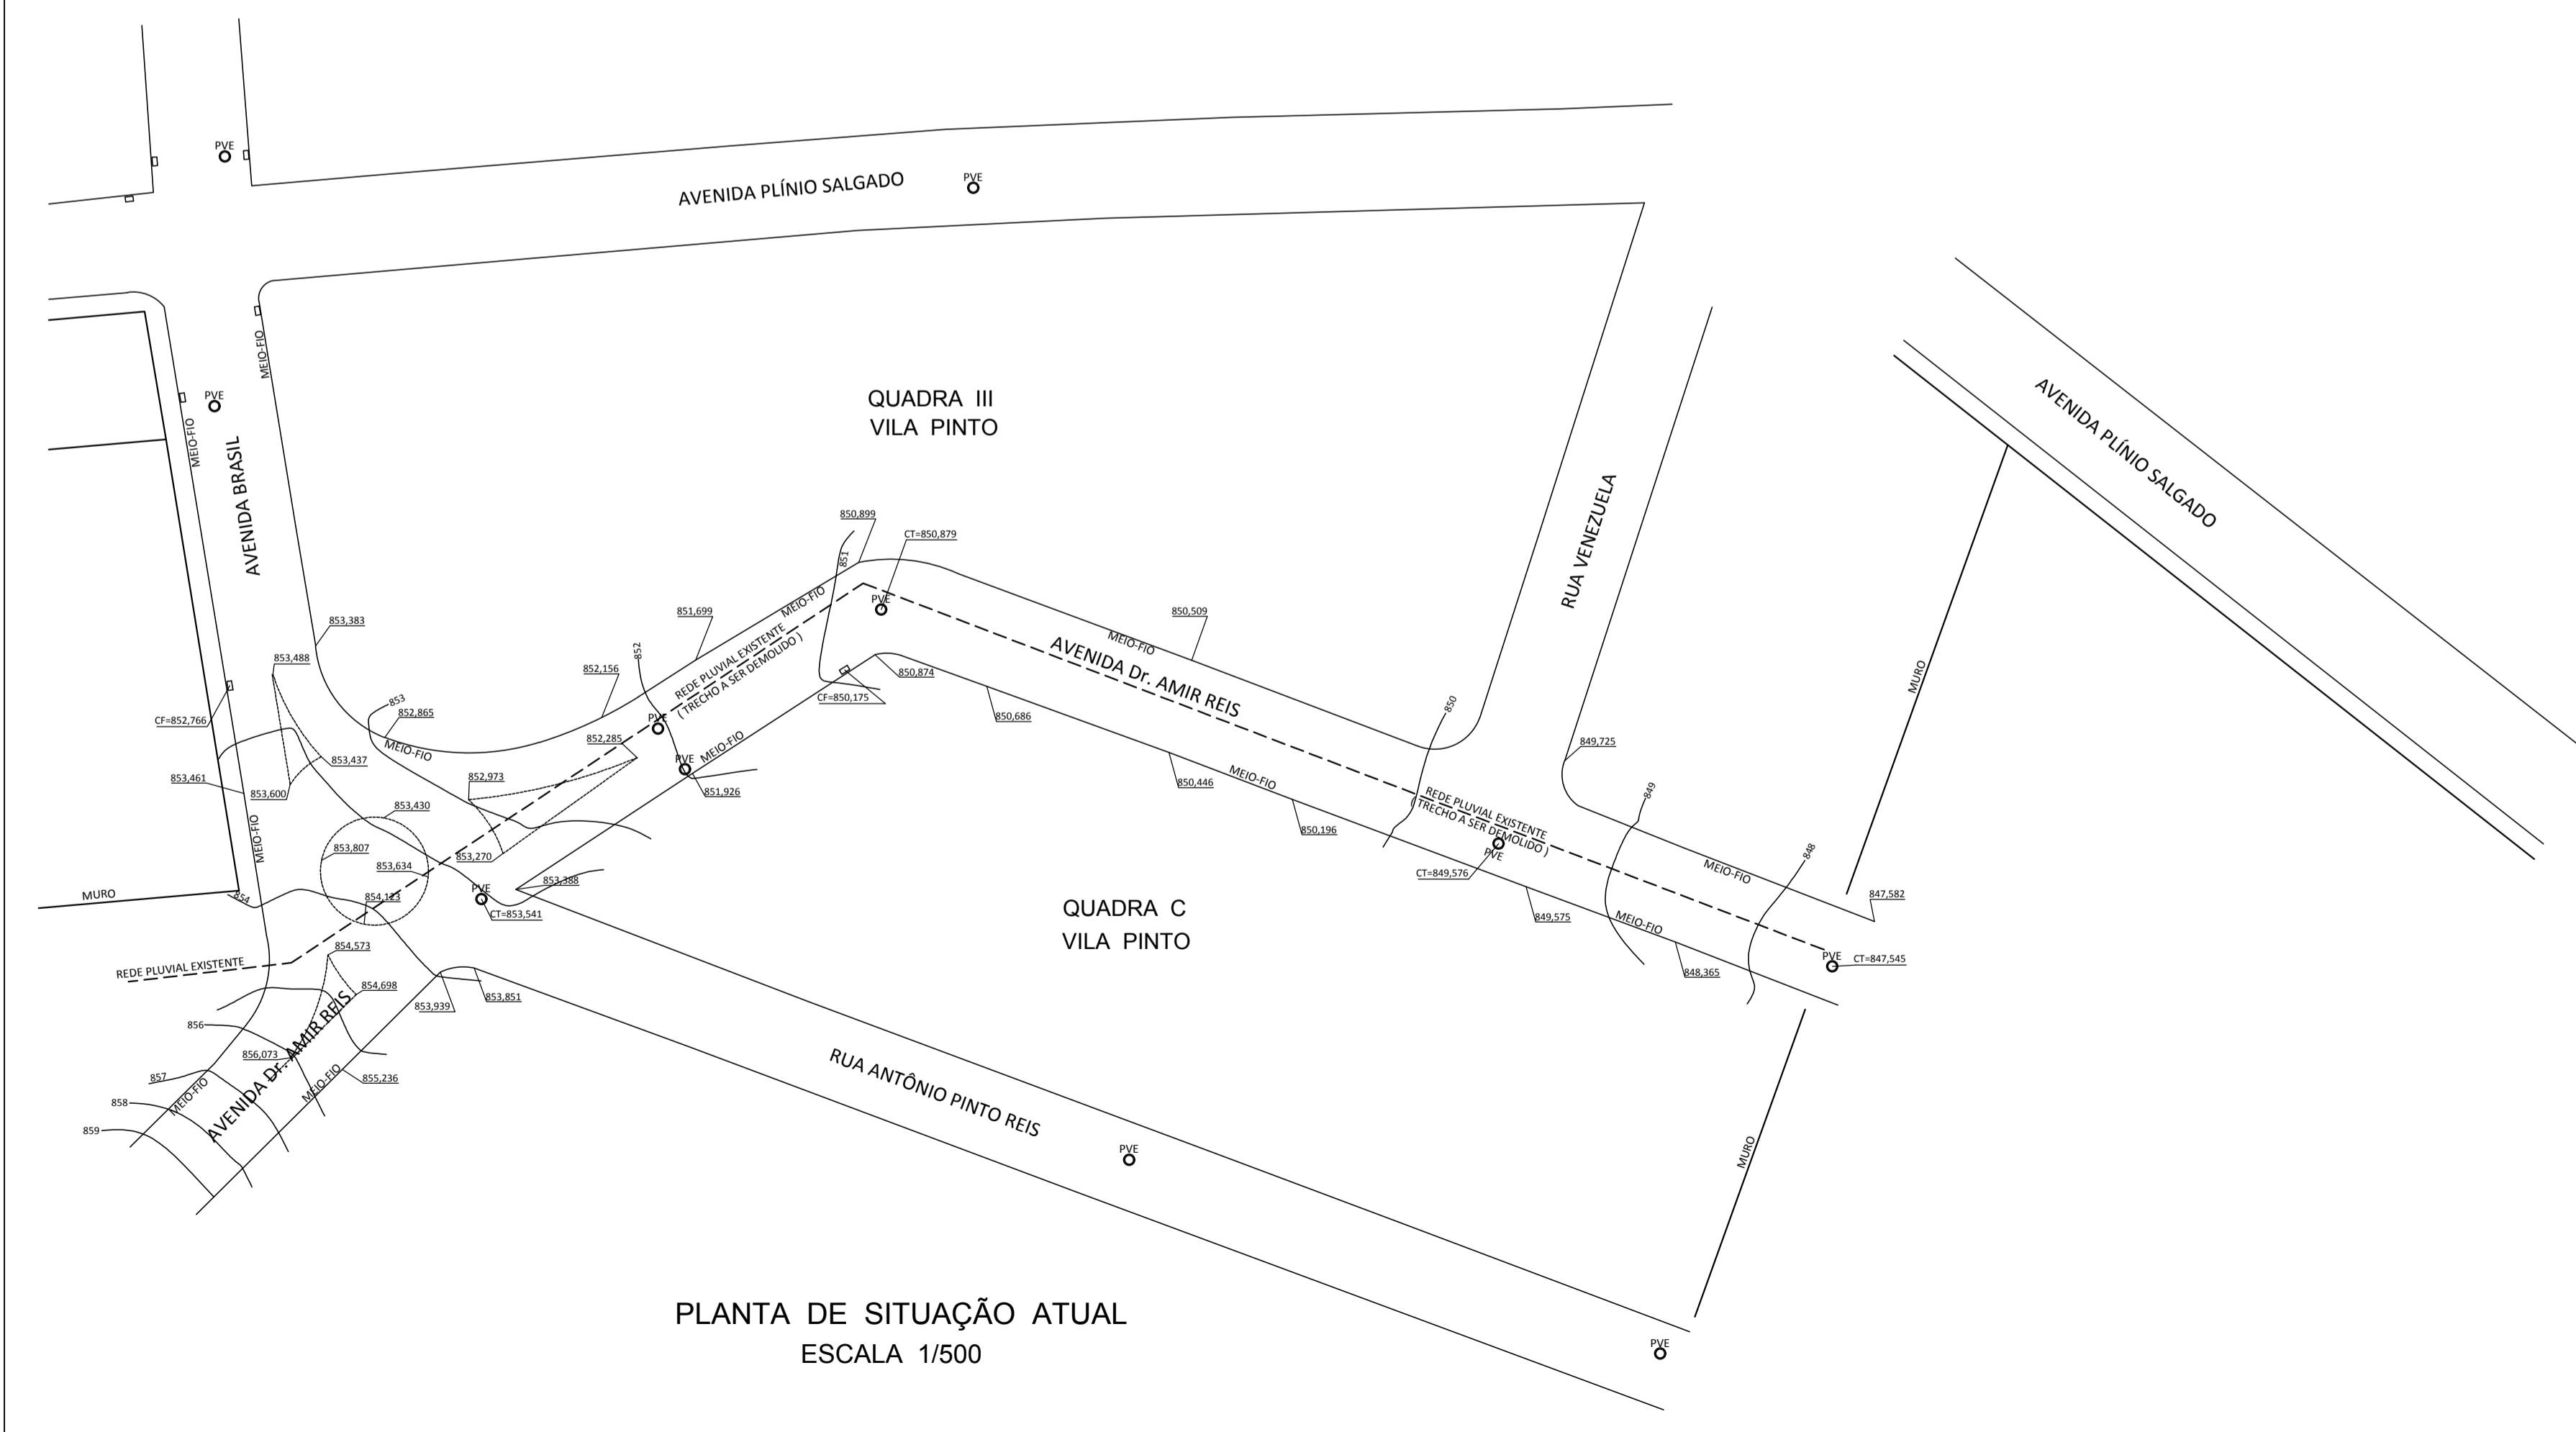 PVE
AVENIDA PLÍNIO SALGADO
PVE
MEIO-FIO
PVE
MEIO-FIO
AVENIDA BRASIL
QUADRA III
VILA PINTO
AVENIDA PLÍNIO SALGADO
RUA VENEZUELA
850,899
CT=850,879
851
PVE
MEIO-FIO
851,699
850,509
853,383
852
REDE PLUVIAL EXISTENTE
( TRECHO A SER DEMOLIDO )
MEIO-FIO
AVENIDA Dr. AMIR REIS
853,488
852,156
850,874
MURO
CF=850,175
853
852,865
CF=852,766
PVE
850,686
850
MEIO-FIO
852,285
MEIO-FIO
849,725
853,437
PVE
853,461
852,973
850,446
MEIO-FIO
853,600
851,926
849
853,430
REDE PLUVIAL EXISTENTE
( TRECHO A SER DEMOLIDO )
850,196
MEIO-FIO
853,807
853,270
PVE
848
853,634
CT=849,576
MEIO-FIO
853,388
PVE
MURO
854
854,123
847,582
CT=853,541
QUADRA C
VILA PINTO
849,575
MEIO-FIO
854,573
PVE
CT=847,545
REDE PLUVIAL EXISTENTE
848,365
854,698
853,851
853,939
856
AVENIDA Dr. AMIR REIS
856,073
RUA ANTÔNIO PINTO REIS
857
MEIO-FIO
MEIO-FIO
855,236
858
859
PVE
MURO
PLANTA DE SITUAÇÃO ATUAL
ESCALA 1/500
PVE